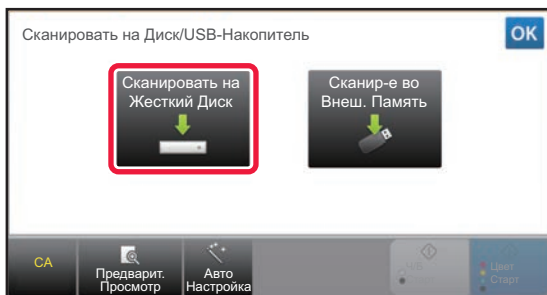 Сканировать на Диск/USB-Накопитель
OK
Сканировать на
Жесткий Диск
Сканир-е во
Внеш. Память
CA
Предварит.
Просмотр
Авто
Настройка
Ч/Б
Старт
Цвет
Старт